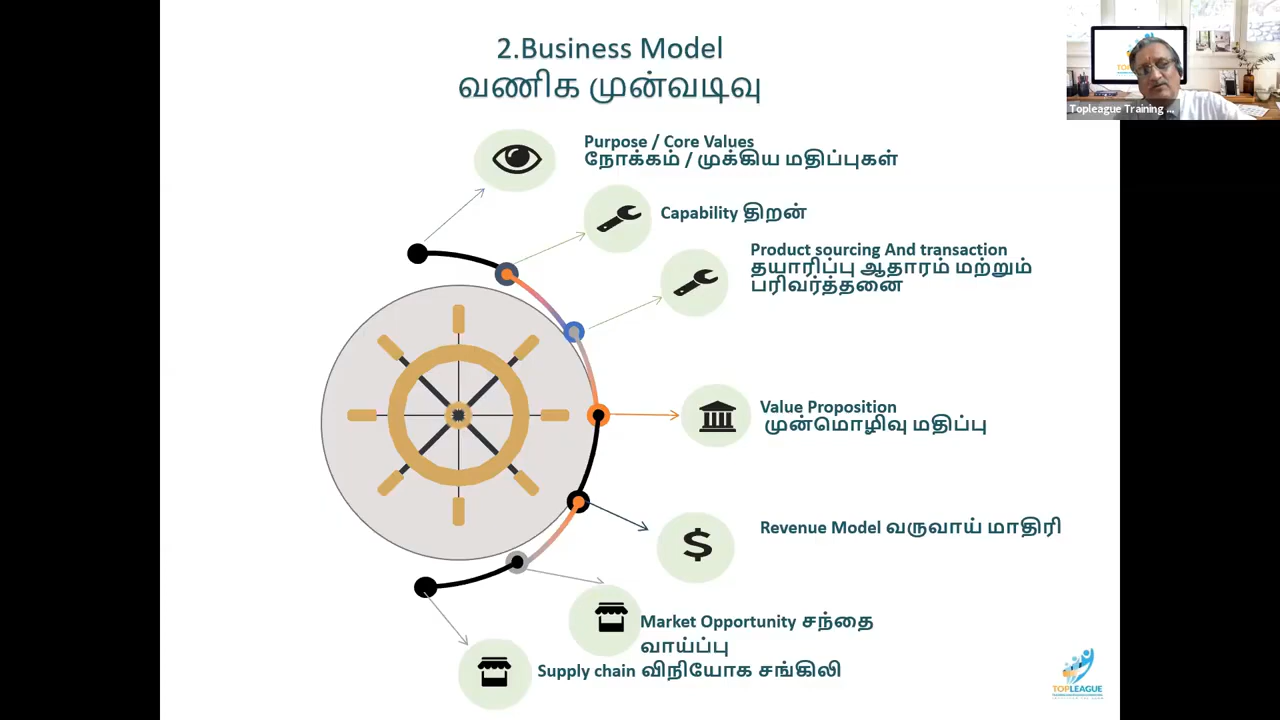 2.Business Model
வணிக முன்வடிவு
Topleague Training ...
Purpose / Core Values
நோக்கம் / முக்கிய மதிப்புகள்
Capability திறன்
Product sourcing And transaction
தயாரிப்பு ஆதாரம் மற்றும்
பரிவர்த்தனை
Value Proposition
முன்மொழிவு மதிப்பு
$
Revenue Model வருவாய் மாதிரி
Market Opportunity சந்தை
வாய்ப்பு
Supply chain விநியோக சங்கிலி
TOPLEAGUE